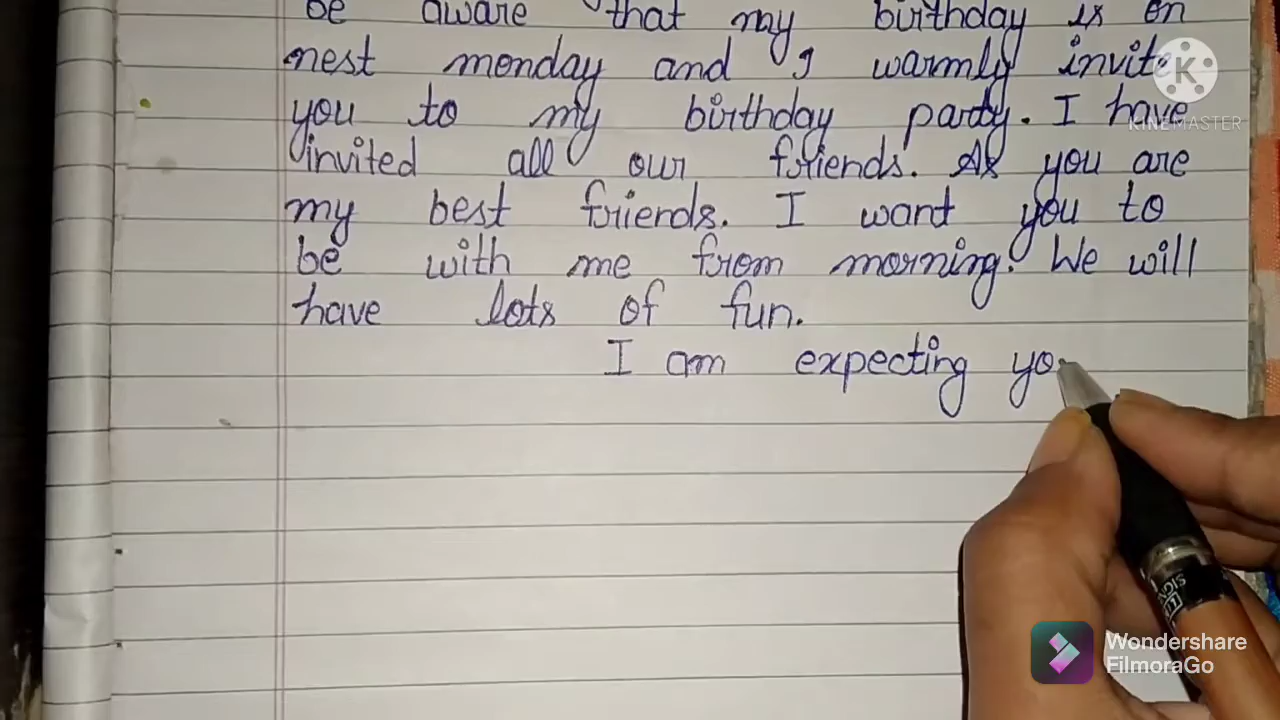 be aware that my birthday is on
nest monday and I warmly invite
you to my birthday party. I have
invited all our friends. As you are
my best friends. I want you to
be with me from morning. We will
have lots of fun.
I am expecting yo
KINEMASTER
Wondershare
FilmoraGo